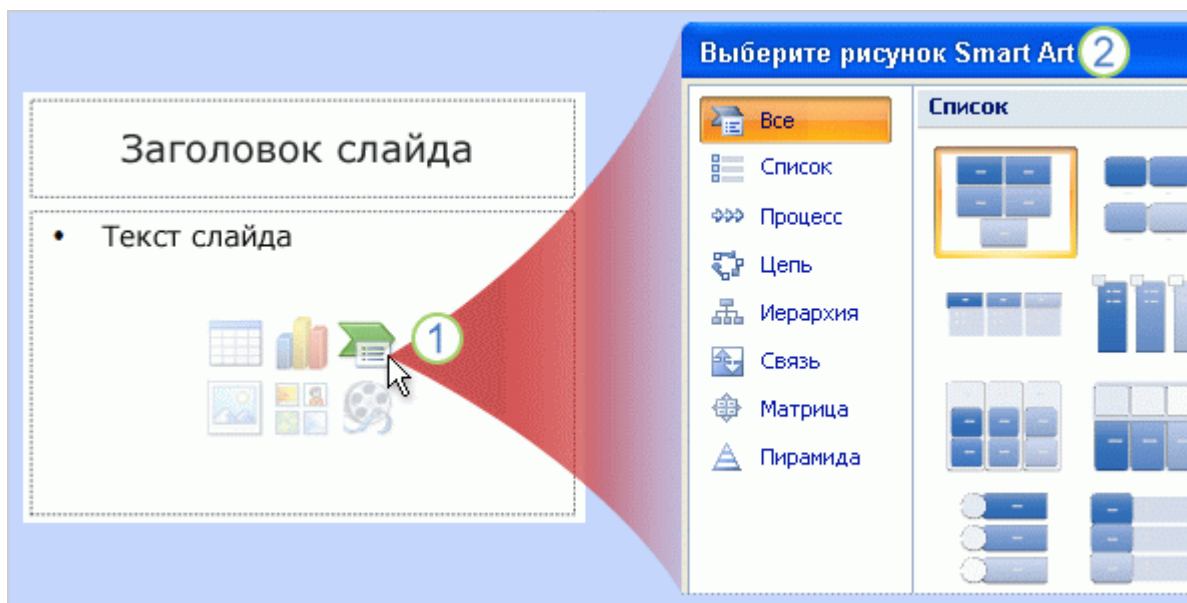 Заголовок слайда
• Текст слайда
1
Выберите рисунок Smart Art 2
Все
Список
Процесс
Цепь
Иерархия
Связь
Матрица
Пирамида
Список